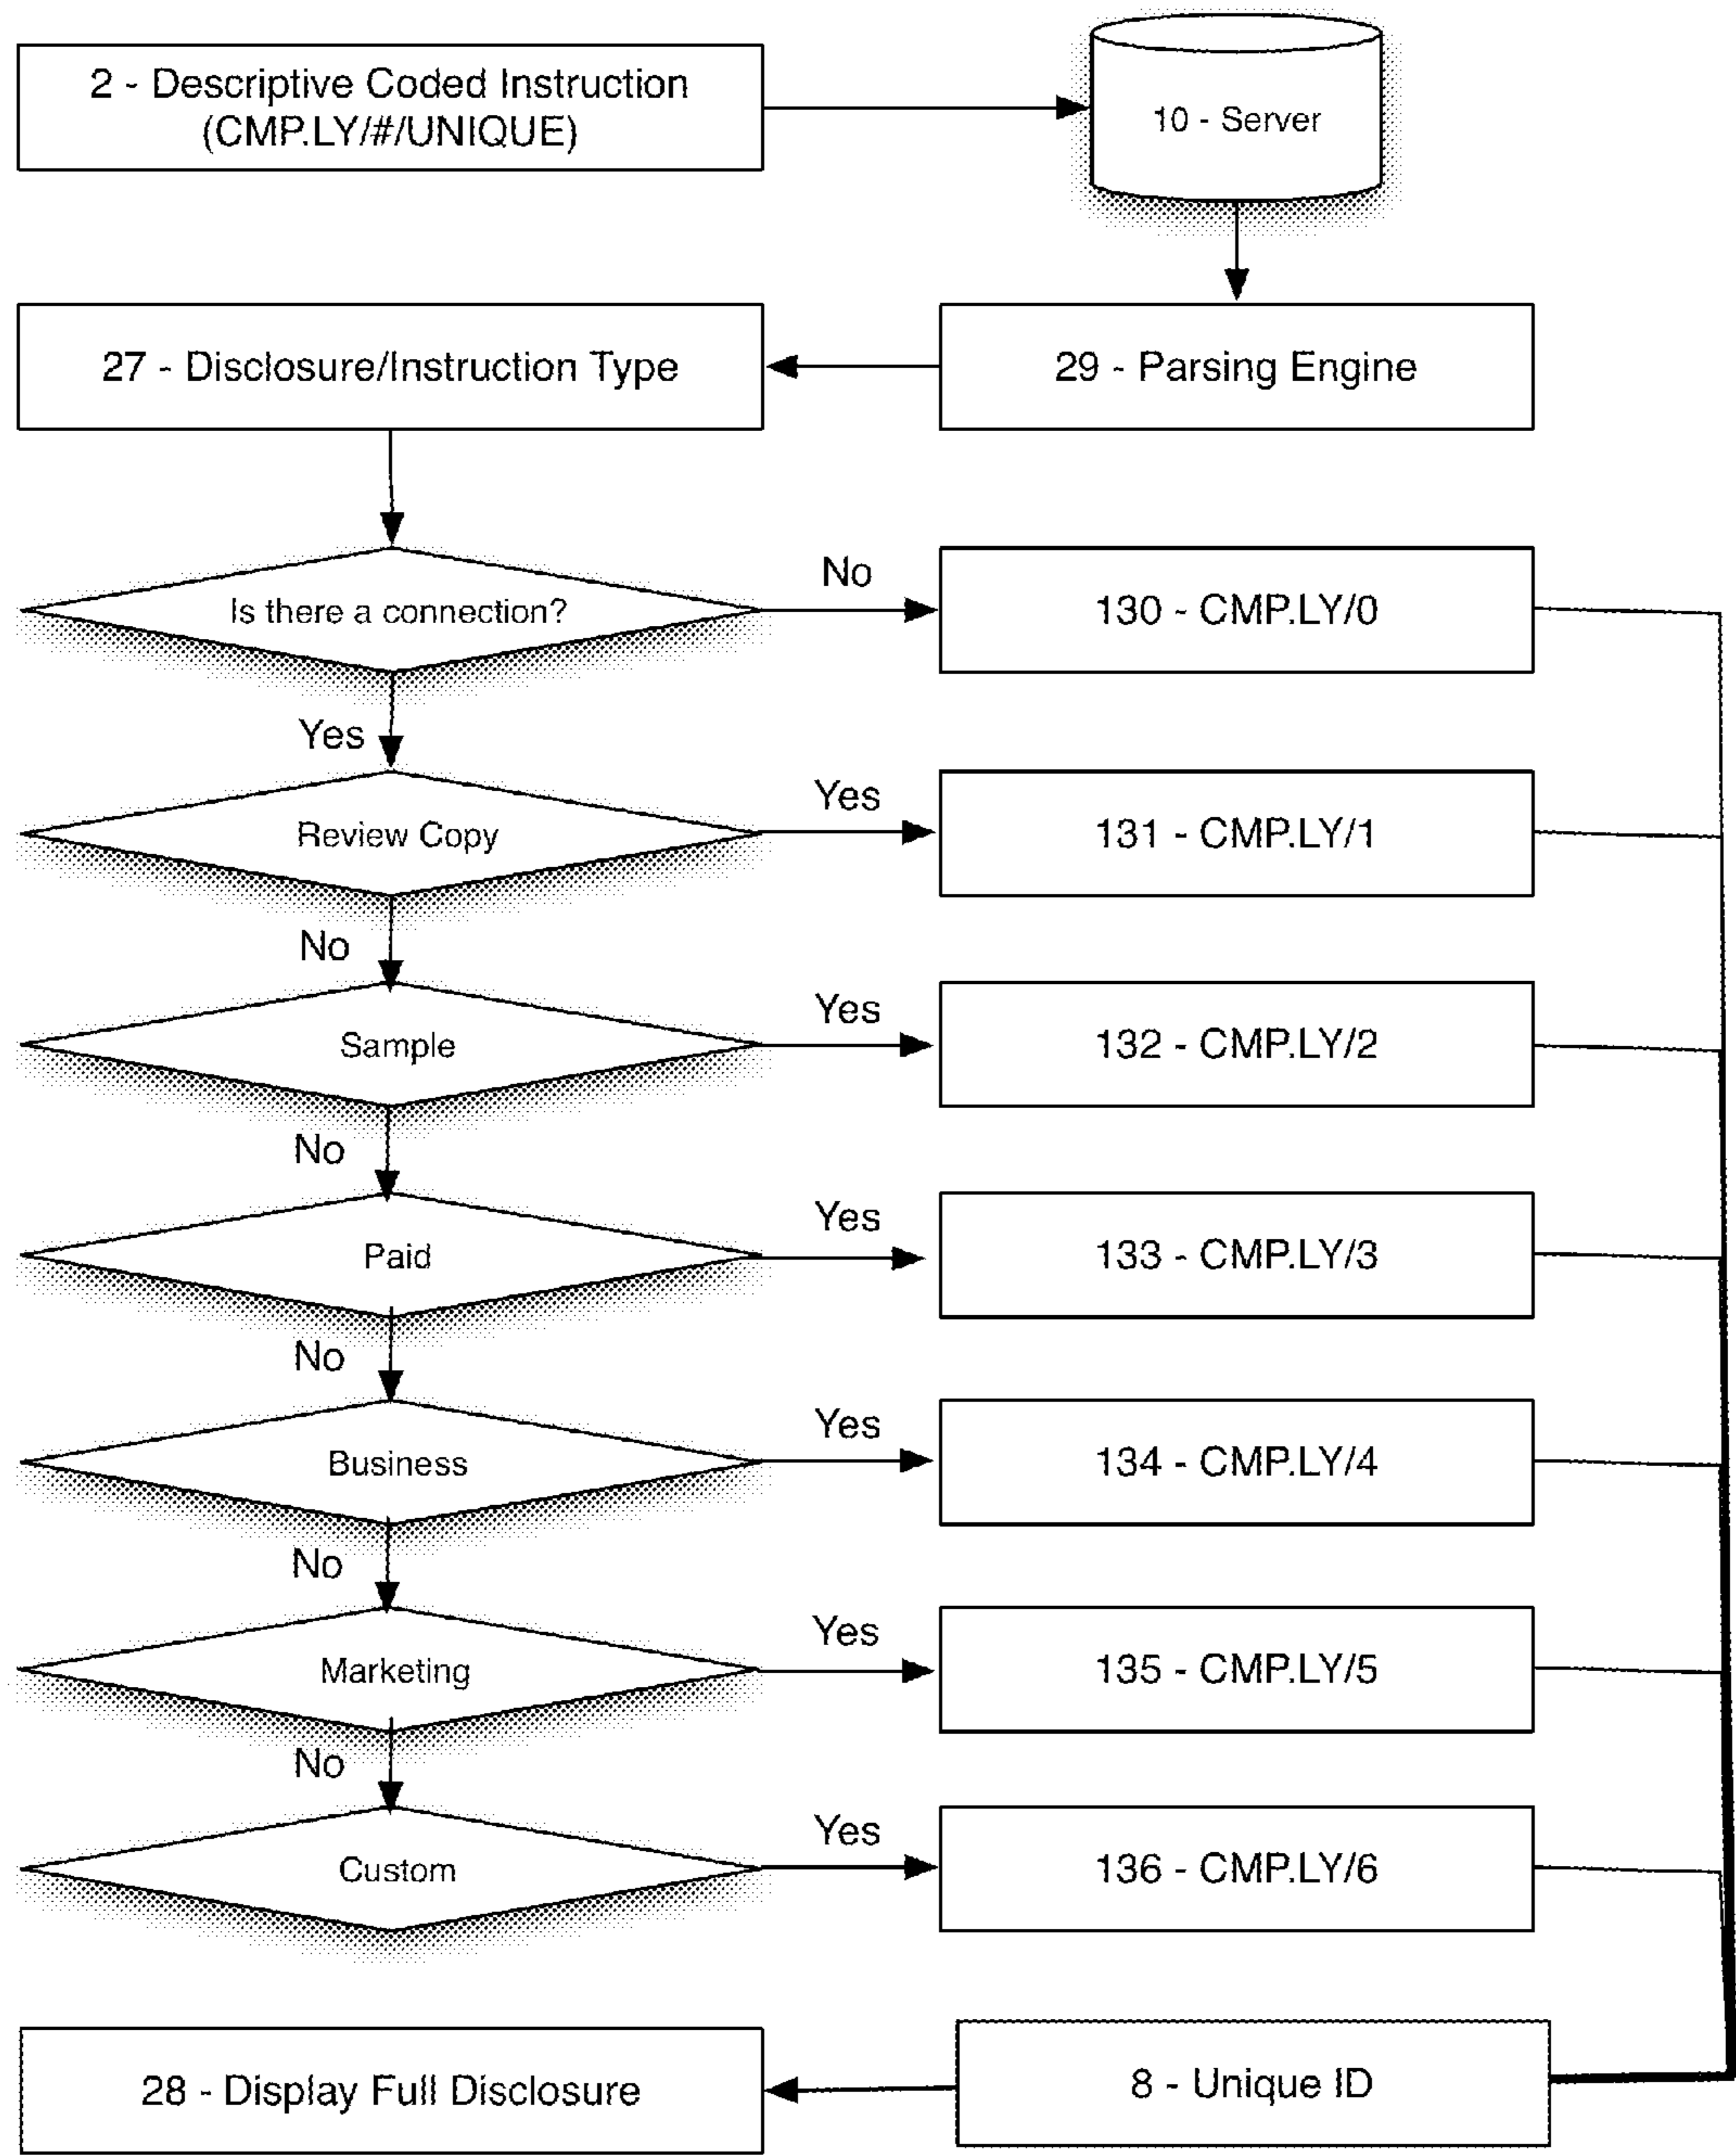 2 - Descriptive Coded Instruction
(CMP.LY/#/UNIQUE)
10 - Server
27 - Disclosure/Instruction Type
29 - Parsing Engine
Is there a connection?
No
130 - CMP.LY/0
Yes
Review Copy
Yes
131 - CMP.LY/1
No
Sample
Yes
132 - CMP.LY/2
No
Paid
Yes
133 - CMP.LY/3
No
Business
Yes
134 - CMP.LY/4
No
Marketing
Yes
135 - CMP.LY/5
No
Custom
Yes
136 - CMP.LY/6
28 - Display Full Disclosure
8 - Unique ID